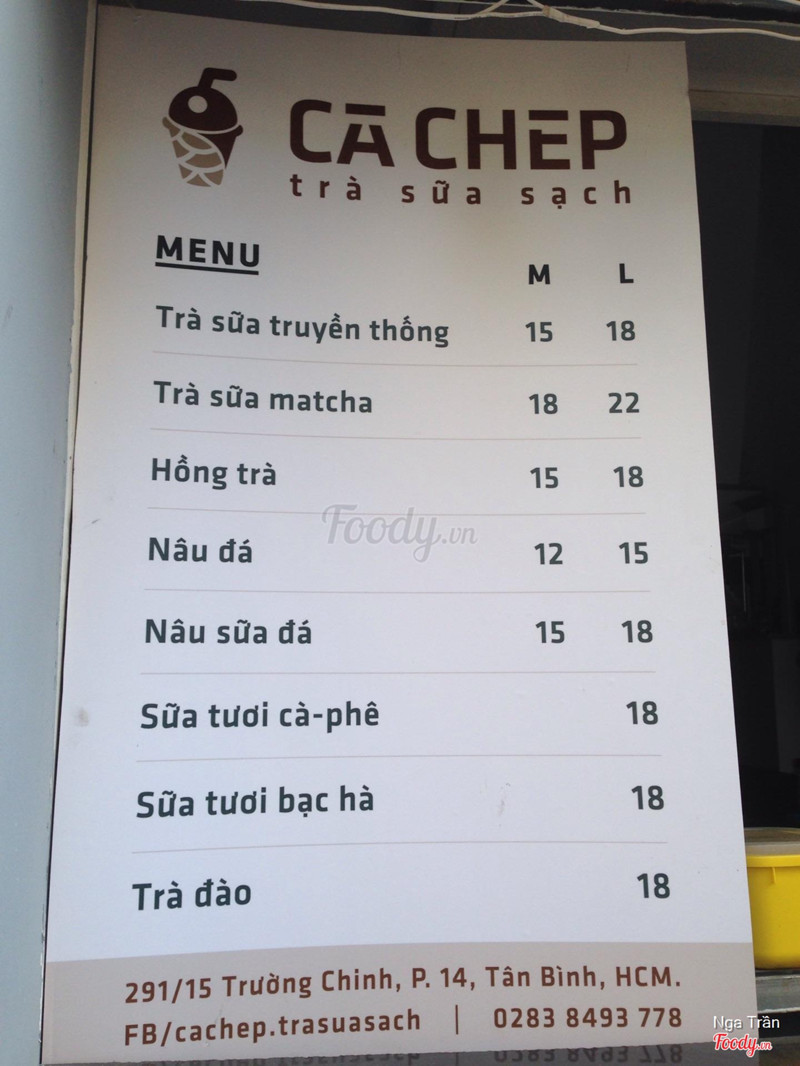 CĀ CHĒP
trà sữa sạch
MENU M L
Trà sữa truyền thống 15 18
Trà sữa matcha 18 22
Hồng trà 15 18
Foody.vn
Nâu đá 12 15
Nâu sữa đá 15 18
Sữa tươi cà-phê 18
Sữa tươi bạc hà 18
Trà đào 18
291/15 Trường Chinh, P. 14, Tân Bình, HCM.
FB/cachep.trasuasach | 0283 8493 778
Nga Trần
Foody.vn